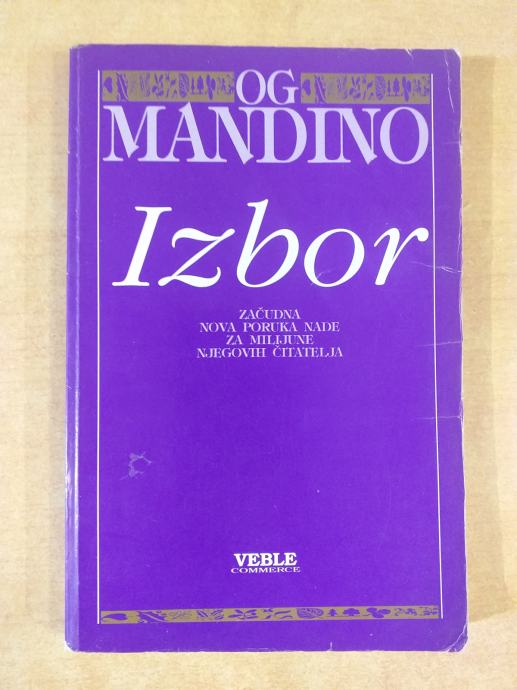 OG
MANDINO
Izbor
ZAČUDNA
NOVA PORUKA NADE
ZA MILIJUNE
NJEGOVIH ČITATELJA
VEBLE
COMMERCE